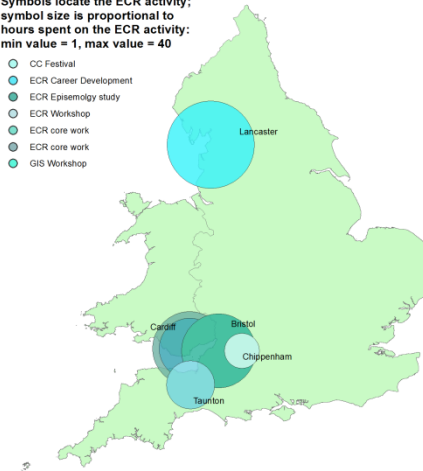 Symbols locate the ECR activity;
symbol size is proportional to
hours spent on the ECR activity:
min value = 1, max value = 40
CC Festival
ECR Career Development
ECR Epismolgy study
ECR Workshop
ECR core work
ECR core work
GIS Workshop
Lancaster
Cardiff
Bristol
Chippenham
Taunton